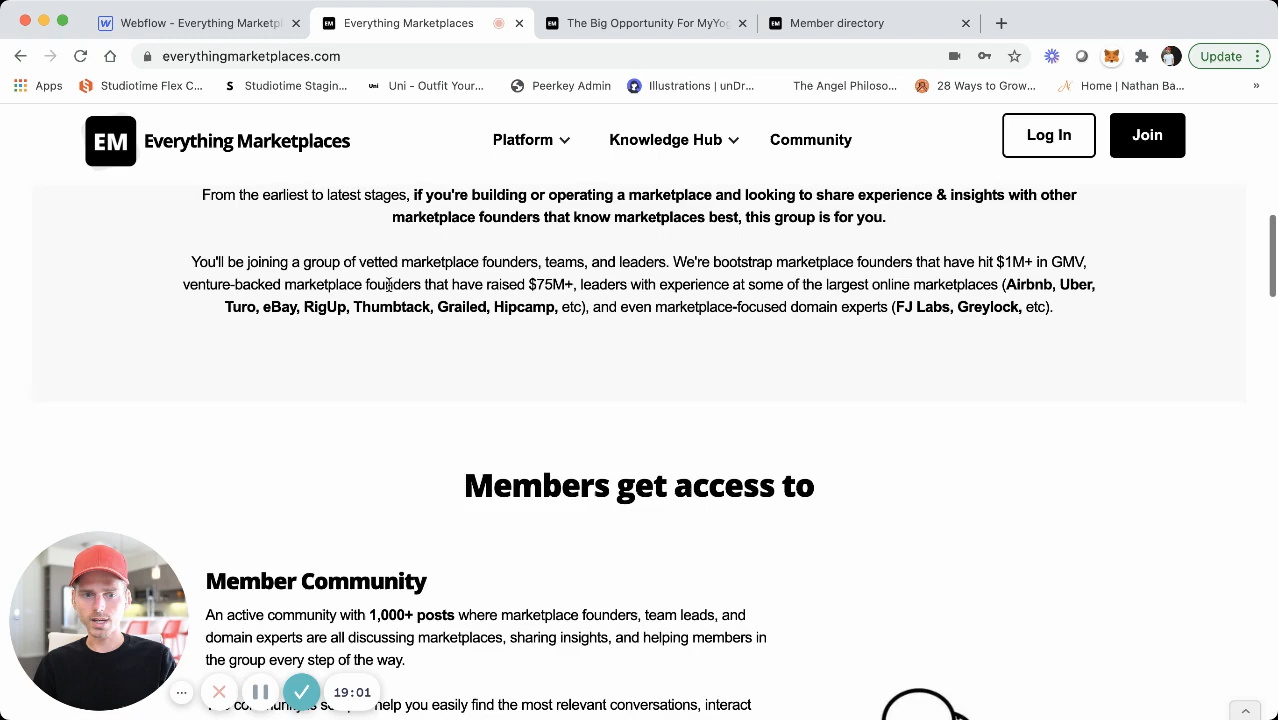 Webflow - Everything Marketpl
Everything Marketplaces
The Big Opportunity For MyYog
Member directory
everythingmarketplaces.com
Update
Apps
Studiotime Flex C...
Studiotime Stagin...
Uni - Outfit Your...
Peerkey Admin
Illustrations | unDr...
The Angel Philoso...
28 Ways to Grow...
Home | Nathan Ba...
EM
Everything Marketplaces
Platform
Knowledge Hub
Community
Log In
Join
From the earliest to latest stages, if you're building or operating a marketplace and looking to share experience & insights with other
marketplace founders that know marketplaces best, this group is for you.
You'll be joining a group of vetted marketplace founders, teams, and leaders. We're bootstrap marketplace founders that have hit $1M+ in GMV,
venture-backed marketplace founders that have raised $75M+, leaders with experience at some of the largest online marketplaces (Airbnb, Uber,
Turo, eBay, RigUp, Thumbtack, Grailed, Hipcamp, etc), and even marketplace-focused domain experts (FJ Labs, Greylock, etc).
Members get access to
Member Community
An active community with 1,000+ posts where marketplace founders, team leads, and
domain experts are all discussing marketplaces, sharing insights, and helping members in
the group every step of the way.
help you easily find the most relevant conversations, interact
19:01